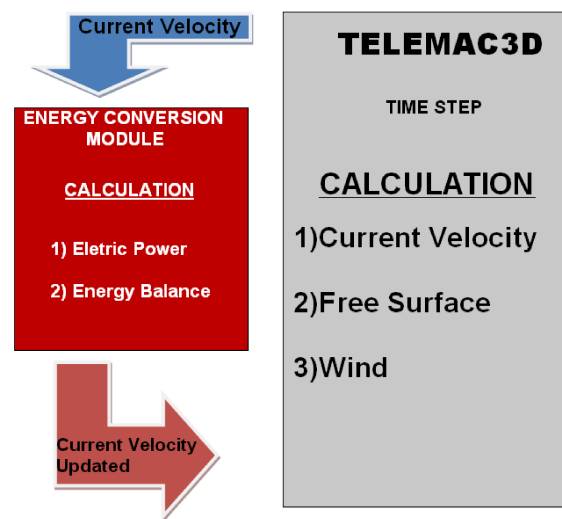 Current Velocity
ENERGY CONVERSION
MODULE
CALCULATION
1) Eletric Power
2) Energy Balance
Current Velocity
Updated
TELEMAC3D
TIME STEP
CALCULATION
1)Current Velocity
2)Free Surface
3)Wind